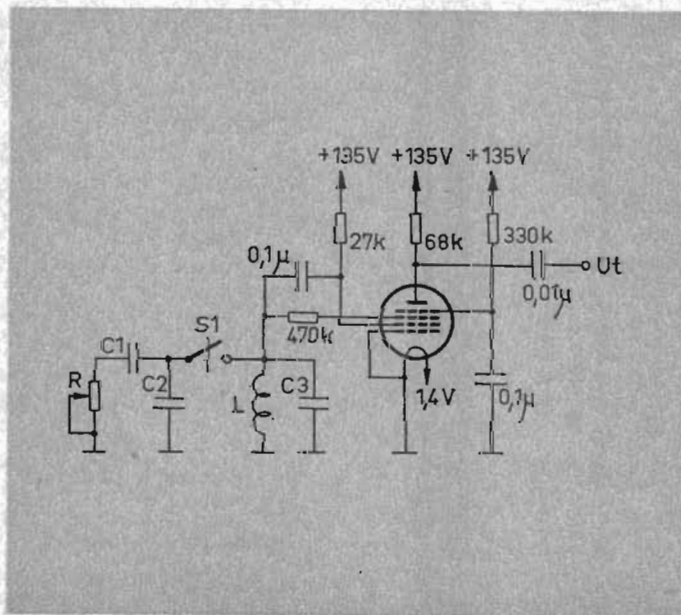 +135V +135V +135V
27k 68k 330k
0,1µ
Ut
0,01µ
S1
470k
C1
R C2 L C3
1,4V 0,1µ